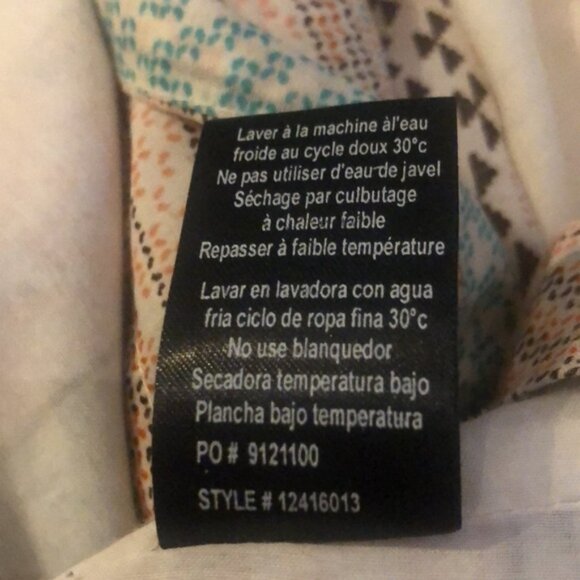 Laver à la machine àl'eau
froide au cycle doux 30°c
Ne pas utiliser d'eau de javel
Séchage par culbutage
à chaleur faible
Repasser à faible température
Lavar en lavadora con agua
fria ciclo de ropa fina 30°c
No use blanquedor
Secadora temperatura bajo
Plancha bajo temperatura
PO # 9121100
STYLE # 12416013